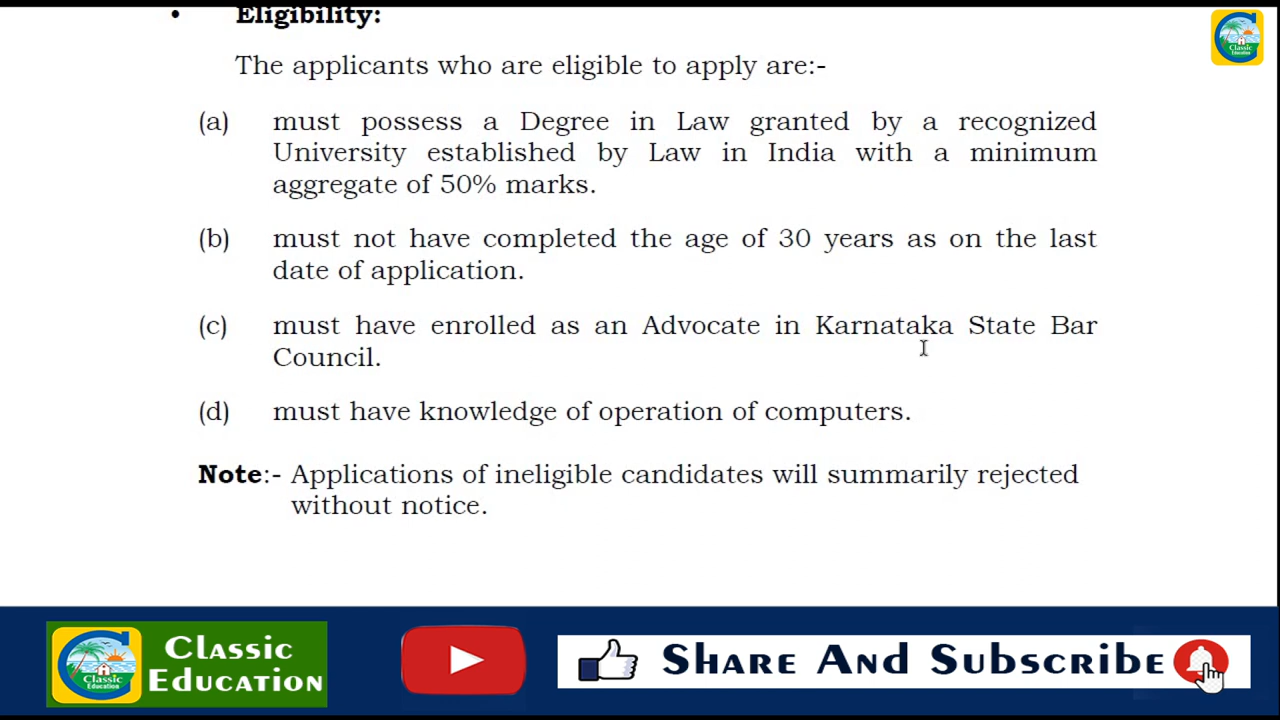 Classic
Education
• Eligibility:
The applicants who are eligible to apply are:-
(a) must possess a Degree in Law granted by a recognized
University established by Law in India with a minimum
aggregate of 50% marks.
(b) must not have completed the age of 30 years as on the last
date of application.
(c) must have enrolled as an Advocate in Karnataka State Bar
Council.
(d) must have knowledge of operation of computers.
Note:- Applications of ineligible candidates will summarily rejected
without notice.
Classic
Education
Classic
Education
Share And Subscribe